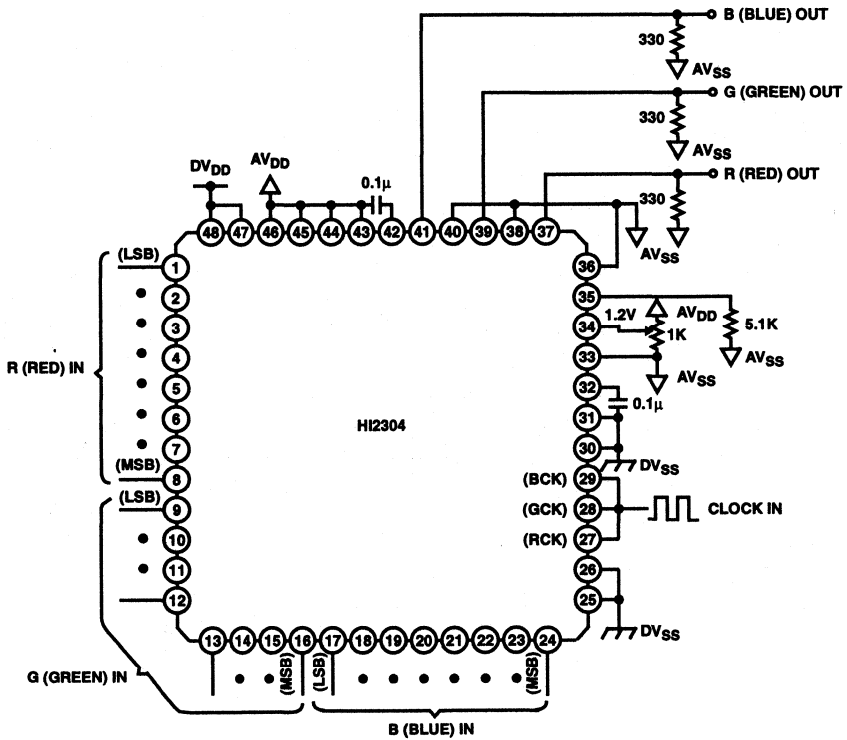 B (BLUE) OUT
330
AVSS
G (GREEN) OUT
330
AVSS
R (RED) OUT
330
AVSS
DVDD
AVDD
0.1µ
48 47 46 45 44 43 42 41 40 39 38 37
(LSB)
1
2
3
4
5
6
7
(MSB)
8
R (RED) IN
(LSB)
9
10
11
12
G (GREEN) IN
HI2304
36
35
34
33
32
31
30
29
28
27
26
25
1.2V
AVDD
1K
5.1K
AVSS
AVSS
0.1µ
DVSS
(BCK)
(GCK)
(RCK)
CLOCK IN
DVSS
13 14 15 16 17 18 19 20 21 22 23 24
(MSB)
(LSB)
(MSB)
B (BLUE) IN